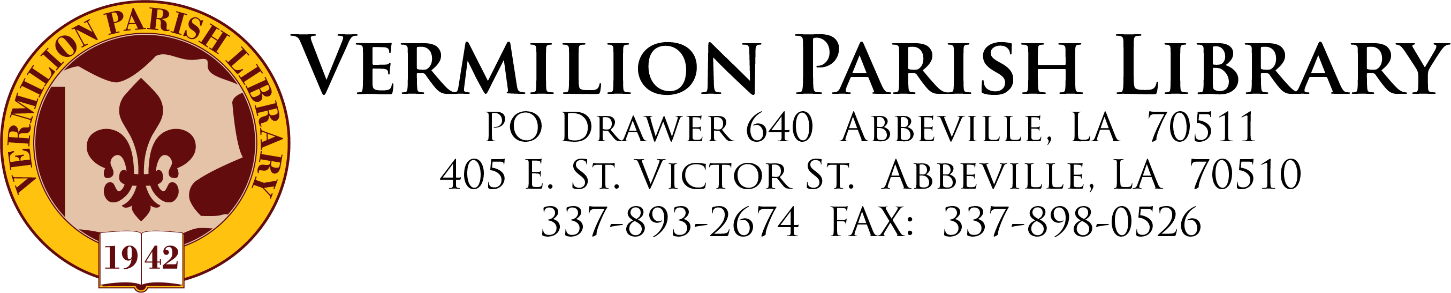 VERMILION PARISH LIBRARY
1942
VERMILION PARISH LIBRARY
PO DRAWER 640 ABBEVILLE, LA 70511
405 E. ST. VICTOR ST. ABBEVILLE, LA 70510
337-893-2674 FAX: 337-898-0526